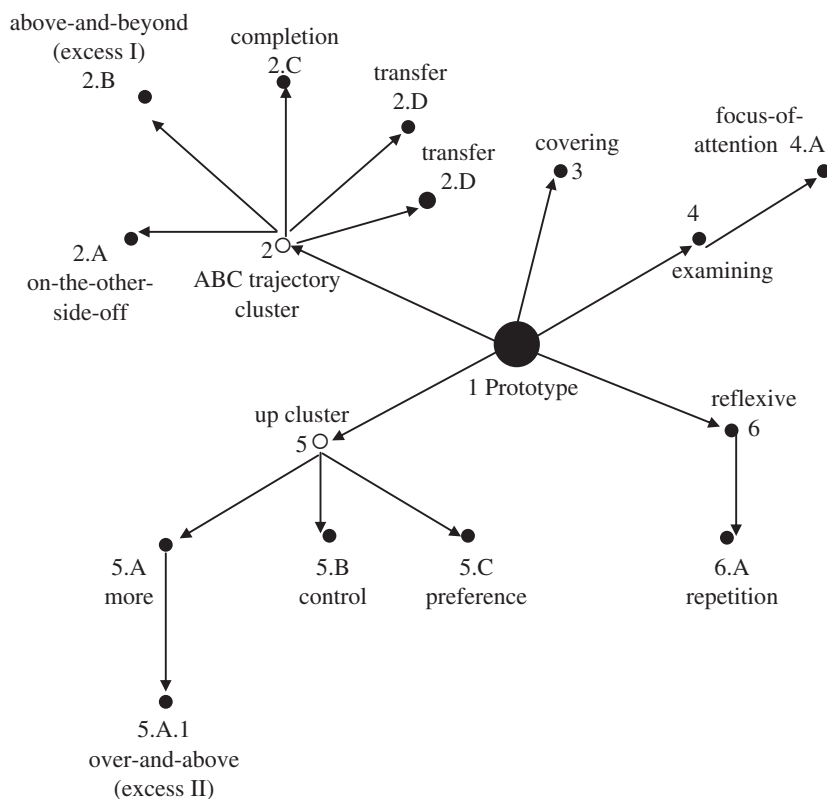 above-and-beyond
(excess I)
2.B
completion
2.C
transfer
2.D
transfer
2.D
covering
3
focus-of-
attention 4.A
4
examining
2.A
on-the-other-
side-off
2
ABC trajectory
cluster
1 Prototype
up cluster
5
reflexive
6
5.A
more
5.B
control
5.C
preference
6.A
repetition
5.A.1
over-and-above
(excess II)